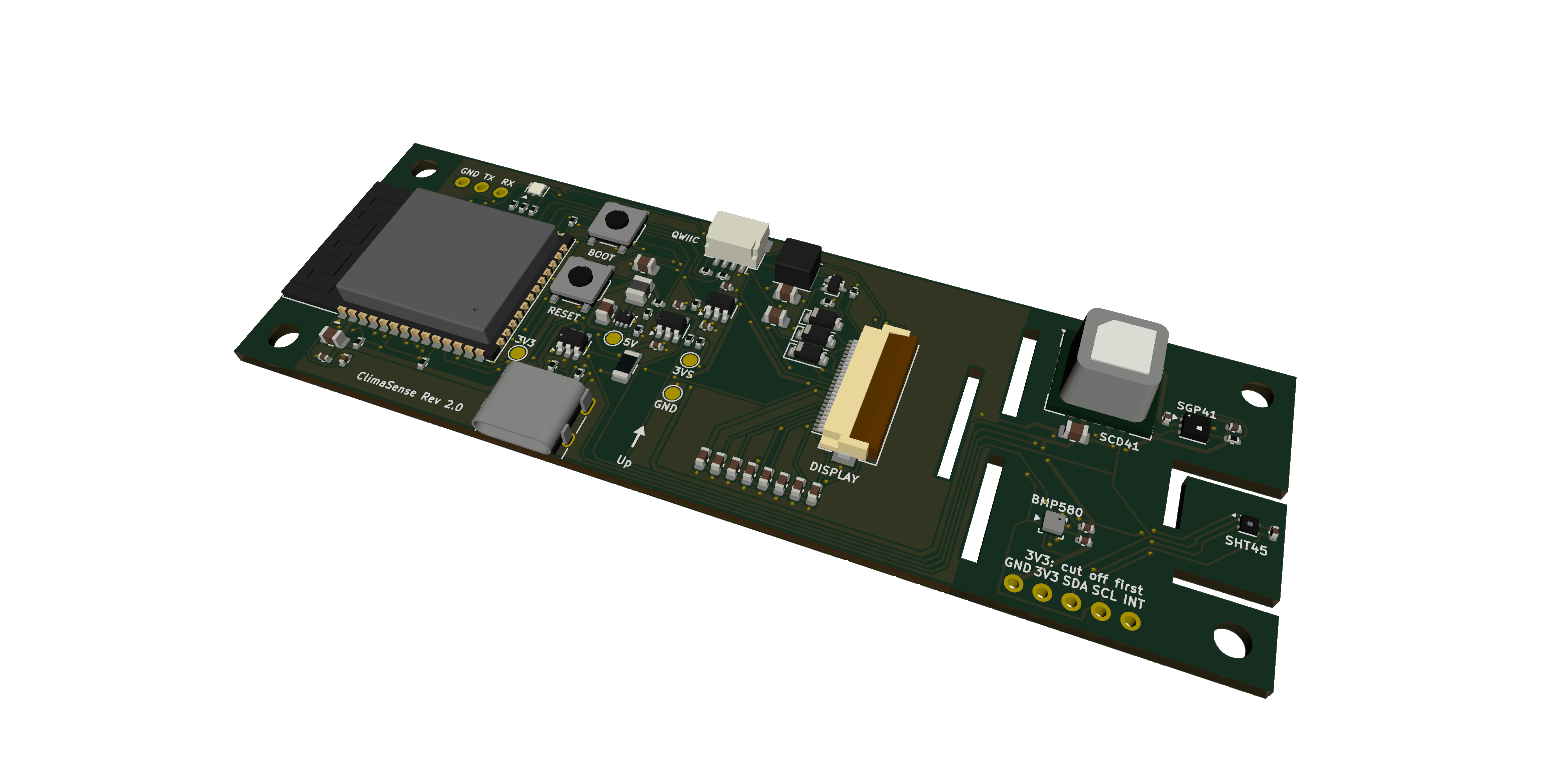 GND TX RX
QWIIC
BOOT
RESET
3V3
5V
3VS
GND
ClimaSense Rev 2.0
Up
DISPLAY
SCD41
SGP41
BMP580
SHT45
3V3: cut off first
GND 3V3 SDA SCL INT